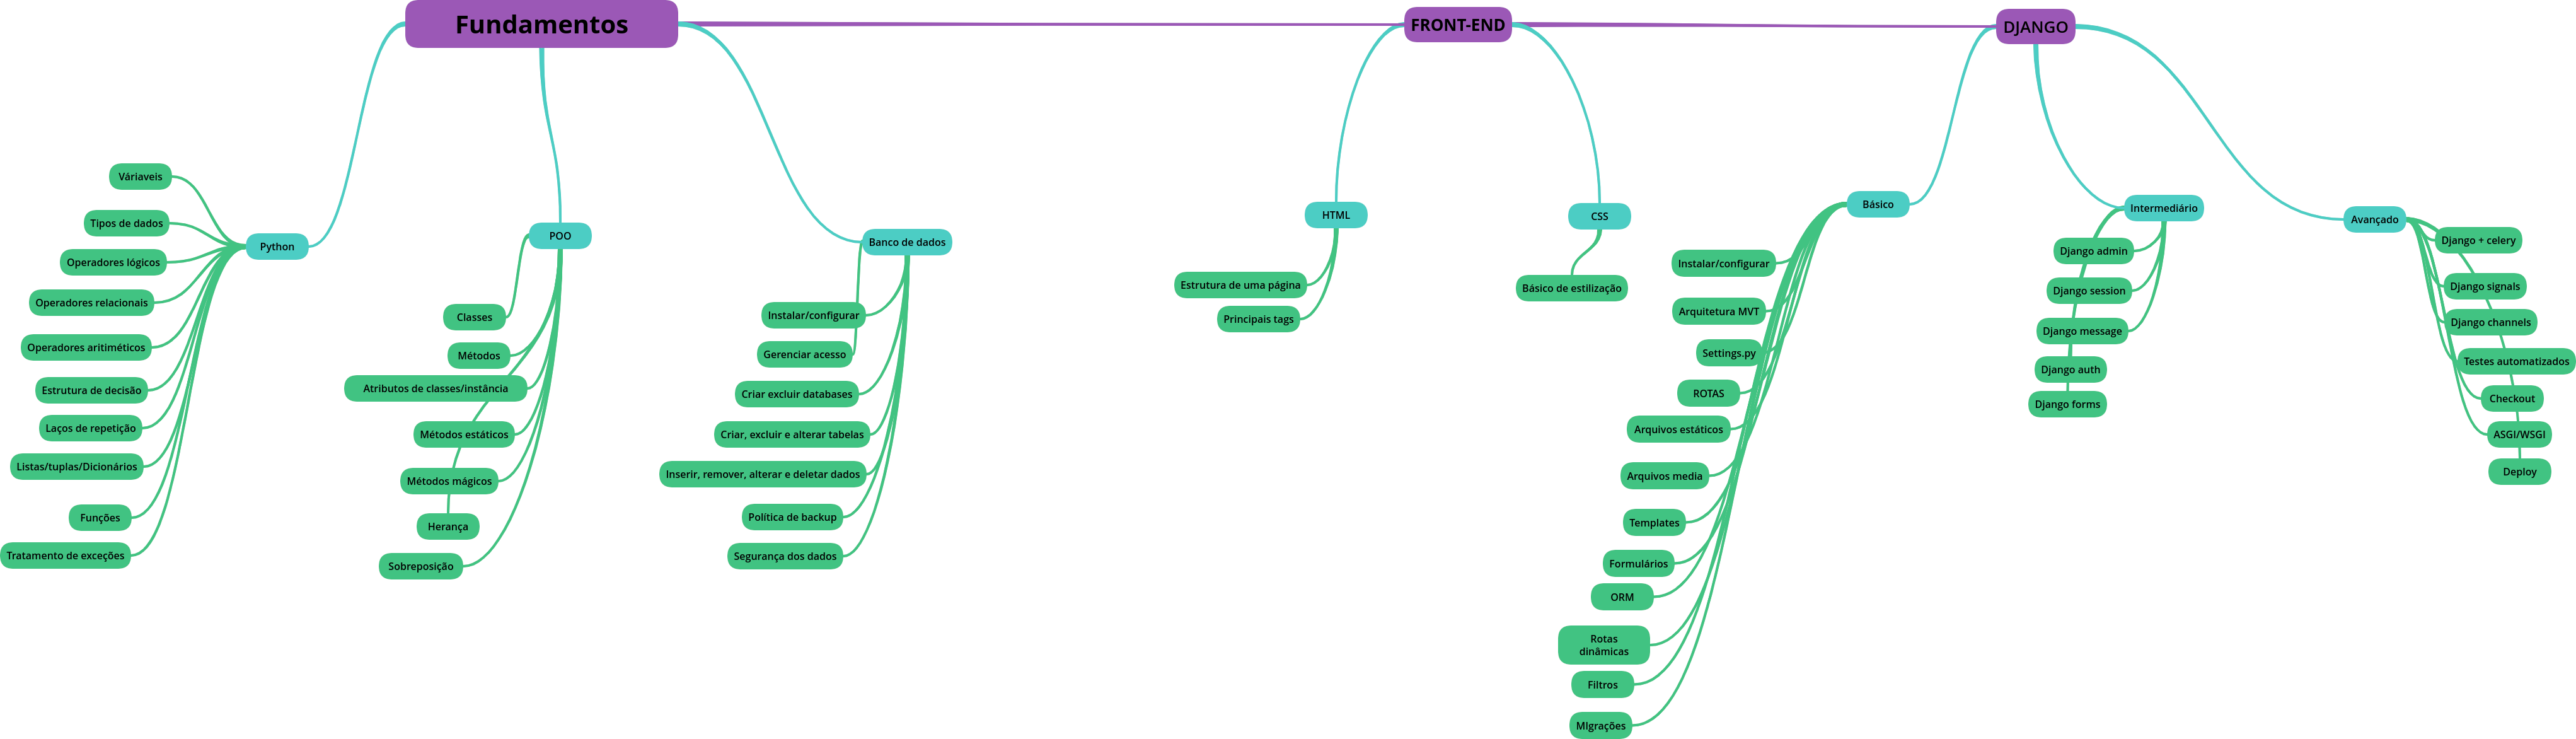 Fundamentos
FRONT-END
DJANGO
Python
Váriaveis
Tipos de dados
Operadores lógicos
Operadores relacionais
Operadores aritiméticos
Estrutura de decisão
Laços de repetição
Listas/tuplas/Dicionários
Funções
Tratamento de exceções
POO
Classes
Métodos
Atributos de classes/instância
Métodos estáticos
Métodos mágicos
Herança
Sobreposição
Banco de dados
Instalar/configurar
Gerenciar acesso
Criar excluir databases
Criar, excluir e alterar tabelas
Inserir, remover, alterar e deletar dados
Política de backup
Segurança dos dados
HTML
Estrutura de uma página
Principais tags
CSS
Básico de estilização
Básico
Instalar/configurar
Arquitetura MVT
Settings.py
ROTAS
Arquivos estáticos
Arquivos media
Templates
Formulários
ORM
Rotas
dinâmicas
Filtros
MIgrações
Intermediário
Django admin
Django session
Django message
Django auth
Django forms
Avançado
Django + celery
Django signals
Django channels
Testes automatizados
Checkout
ASGI/WSGI
Deploy